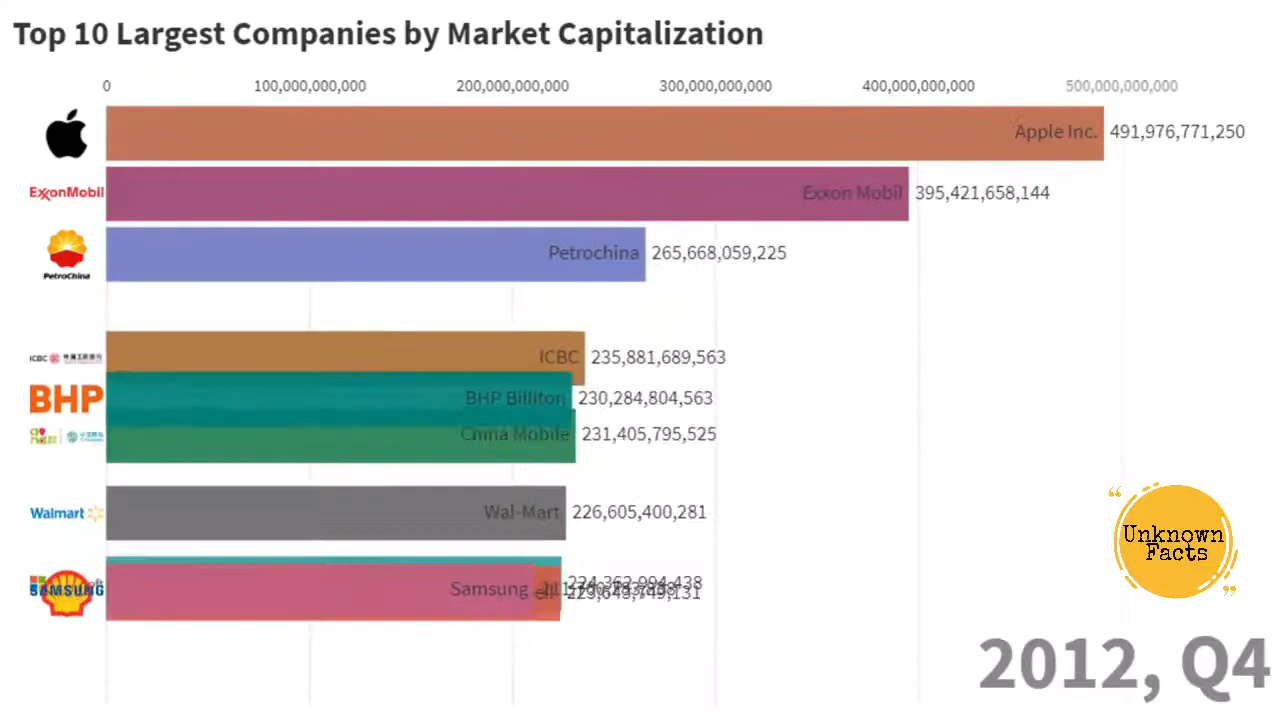 Top 10 Largest Companies by Market Capitalization
0 100,000,000,000 200,000,000,000 300,000,000,000 400,000,000,000 500,000,000,000
Apple Inc. 491,976,771,250
ExxonMobil Exxon Mobil 395,421,658,144
PetroChina Petrochina 265,668,059,225
ICBC ICBC 235,881,689,563
BHP BHP Billiton 230,284,804,563
China Mobile 231,405,795,525
Walmart Wal-Mart 226,605,400,281
SAMSUNG Samsung
“
Unknown
Facts
”
2012, Q4